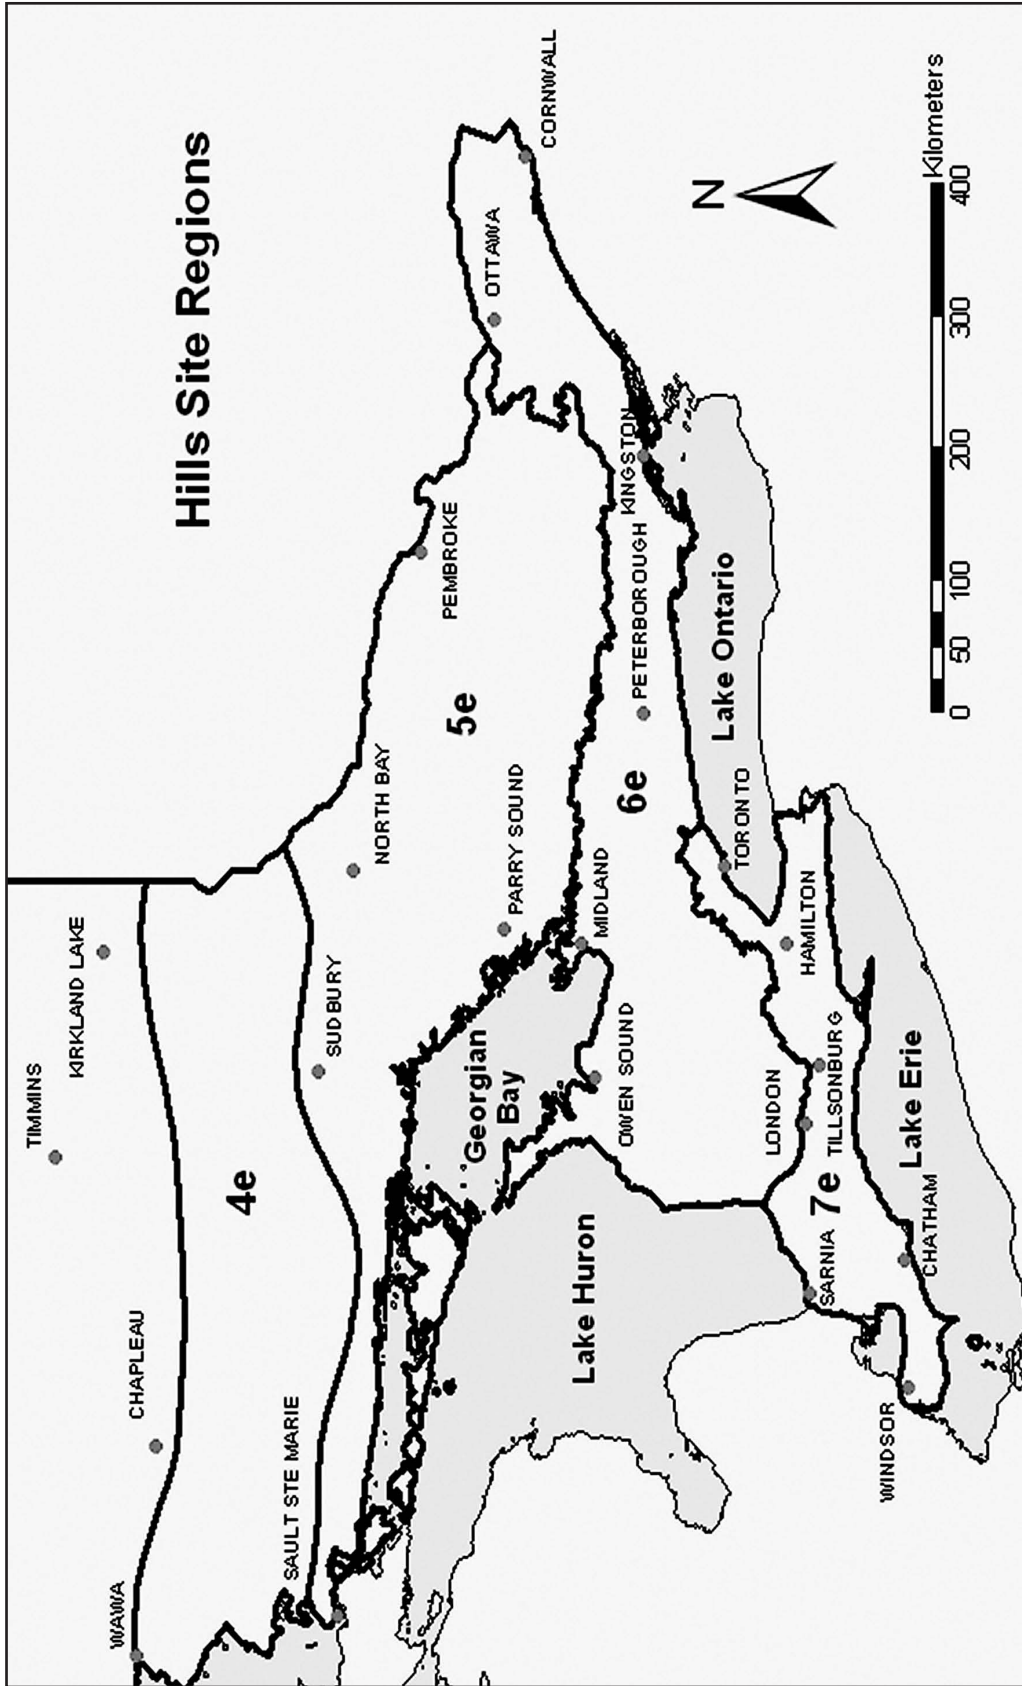 Hills Site Regions
TIMMINS
KIRKLAND LAKE
WAWA
CHAPLEAU
4e
SAULT STE MARIE
SUDBURY
NORTH BAY
PEMBROKE
5e
OTTAWA
CORNWALL
Georgian
Bay
PARRY SOUND
MIDLAND
OWEN SOUND
Lake Huron
6e
PETERBOROUGH
KINGSTON
Lake Ontario
TORONTO
HAMILTON
LONDON
TILLSONBURG
7e
SARNIA
CHATHAM
WINDSOR
Lake Erie
N
0 50 100 200 300 400
Kilometers